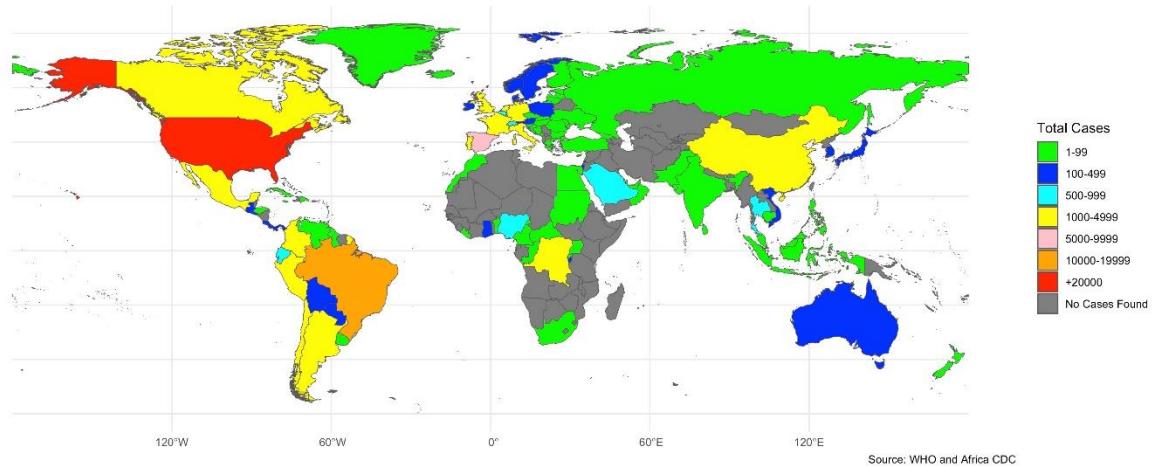 Total Cases
1-99
100-499
500-999
1000-4999
5000-9999
10000-19999
+20000
No Cases Found
120°W
60°W
0°
60°E
120°E
Source: WHO and Africa CDC